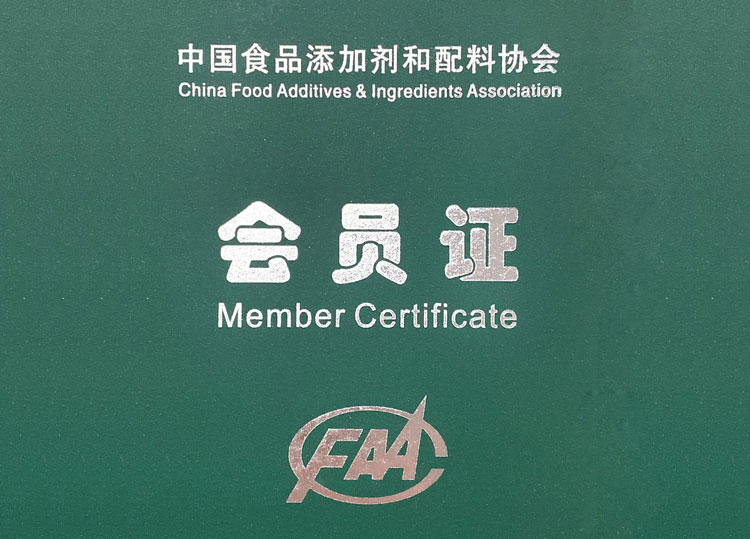 中国食品添加剂和配料协会
China Food Additives & Ingredients Association
会员证
Member Certificate
CFAA